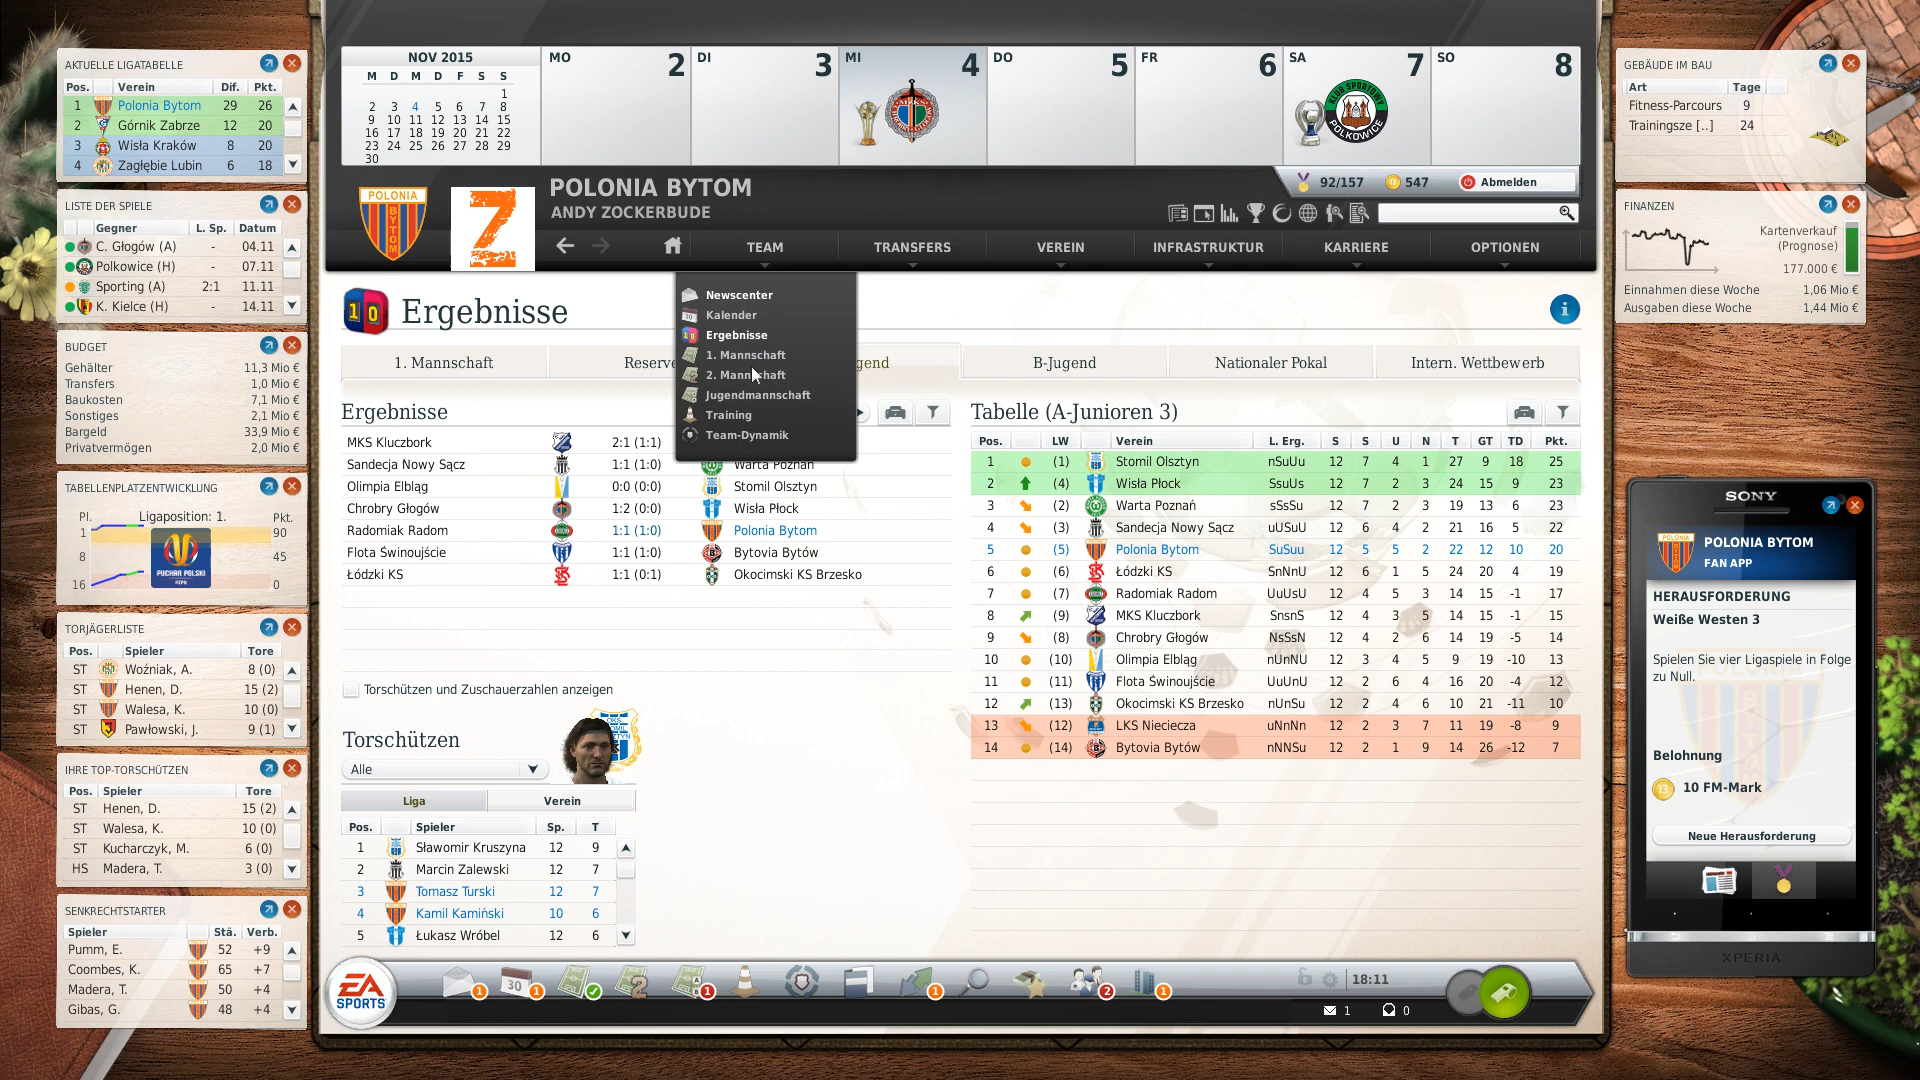 AKTUELLE LIGATABELLE
Pos. Verein Dif. Pkt.
1 Polonia Bytom 29 26
2 Górnik Zabrze 12 20
3 Wisła Kraków 8 20
4 Zagłębie Lubin 6 18
LISTE DER SPIELE
Gegner L. Sp. Datum
C. Głogów (A) - 04.11
Polkowice (H) - 07.11
Sporting (A) 2:1 11.11
K. Kielce (H) - 14.11
BUDGET
Gehälter 11,3 Mio €
Transfers 1,0 Mio €
Baukosten 7,1 Mio €
Sonstiges 2,1 Mio €
Bargeld 33,9 Mio €
Privatvermögen 2,0 Mio €
TABELLENPLATZENTWICKLUNG
Pl. Ligaposition: 1. Pkt.
1 90
8 45
16 0
PUCHAR POLSKI
TORJÄGERLISTE
Pos. Spieler Tore
ST Woźniak, A. 8 (0)
ST Henen, D. 15 (2)
ST Walesa, K. 10 (0)
ST Pawłowski, J. 9 (1)
IHRE TOP-TORSCHÜTZEN
Pos. Spieler Tore
ST Henen, D. 15 (2)
ST Walesa, K. 10 (0)
ST Kucharczyk, M. 6 (0)
HS Madera, T. 3 (0)
SENKRECHTSTARTER
Spieler Stä. Verb.
Pumm, E. 52 +9
Coombes, K. 65 +7
Madera, T. 50 +4
Gibas, G. 48 +4
NOV 2015
M D M D F S S
1
2 3 4 5 6 7 8
9 10 11 12 13 14 15
16 17 18 19 20 21 22
23 24 25 26 27 28 29
30
MO 2 DI 3 MI 4 DO 5 FR 6 SA 7 SO 8
KLUB SPORTOWY POLKOWICE
92/157 547 Abmelden
POLONIA BYTOM
Z
POLONIA BYTOM
ANDY ZOCKERBUDE
TEAM TRANSFERS VEREIN INFRASTRUKTUR KARRIERE OPTIONEN
Newscenter
Kalender
Ergebnisse
1. Mannschaft
2. Mannschaft
Jugendmannschaft
Training
Team-Dynamik
10 Ergebnisse
1. Mannschaft Reserve gend B-Jugend Nationaler Pokal Intern. Wettbewerb
Ergebnisse
MKS Kluczbork 2:1 (1:1)
Sandecja Nowy Sącz 1:1 (1:0) Warta Poznań
Olimpia Elbląg 0:0 (0:0) Stomil Olsztyn
Chrobry Głogów 1:2 (0:0) Wisła Płock
Radomiak Radom 1:1 (1:0) Polonia Bytom
Flota Świnoujście 1:1 (1:0) Bytovia Bytów
Łódzki KS 1:1 (0:1) Okocimski KS Brzesko
Torschützen und Zuschauerzahlen anzeigen
Torschützen
Alle
Liga Verein
Pos. Spieler Sp. T
1 Sławomir Kruszyna 12 9
2 Marcin Zalewski 12 7
3 Tomasz Turski 12 7
4 Kamil Kamiński 10 6
5 Łukasz Wróbel 12 6
Tabelle (A-Junioren 3)
Pos. LW Verein L. Erg. S S U N T GT TD Pkt.
1 (1) Stomil Olsztyn nSuUu 12 7 4 1 27 9 18 25
2 (4) Wisła Płock SsuUs 12 7 2 3 24 15 9 23
3 (2) Warta Poznań sSsSu 12 7 2 3 19 13 6 23
4 (3) Sandecja Nowy Sącz uUSuU 12 6 4 2 21 16 5 22
5 (5) Polonia Bytom SuSuu 12 5 5 2 22 12 10 20
6 (6) Łódzki KS SnNnU 12 6 1 5 24 20 4 19
7 (7) Radomiak Radom UuUsU 12 4 5 3 14 15 -1 17
8 (9) MKS Kluczbork SnsnS 12 4 3 5 14 15 -1 15
9 (8) Chrobry Głogów NsSsN 12 4 2 6 14 19 -5 14
10 (10) Olimpia Elbląg nUnNU 12 3 4 5 9 19 -10 13
11 (11) Flota Świnoujście UuUnU 12 2 6 4 16 20 -4 12
12 (13) Okocimski KS Brzesko nUnSu 12 2 4 6 10 21 -11 10
13 (12) LKS Nieciecza uNnNn 12 2 3 7 11 19 -8 9
14 (14) Bytovia Bytów nNNSu 12 2 1 9 14 26 -12 7
EA SPORTS
1 30 1 2 1 1 2 1 18:11
1 0
GEBÄUDE IM BAU
Art Tage
Fitness-Parcours 9
Trainingsze [..] 24
FINANZEN
Kartenverkauf
(Prognose)
177.000 €
Einnahmen diese Woche 1,06 Mio €
Ausgaben diese Woche 1,44 Mio €
SONY
POLONIA BYTOM
FAN APP
HERAUSFORDERUNG
Weiße Westen 3
Spielen Sie vier Ligaspiele in Folge
zu Null.
Belohnung
13 10 FM-Mark
Neue Herausforderung
XPERIA